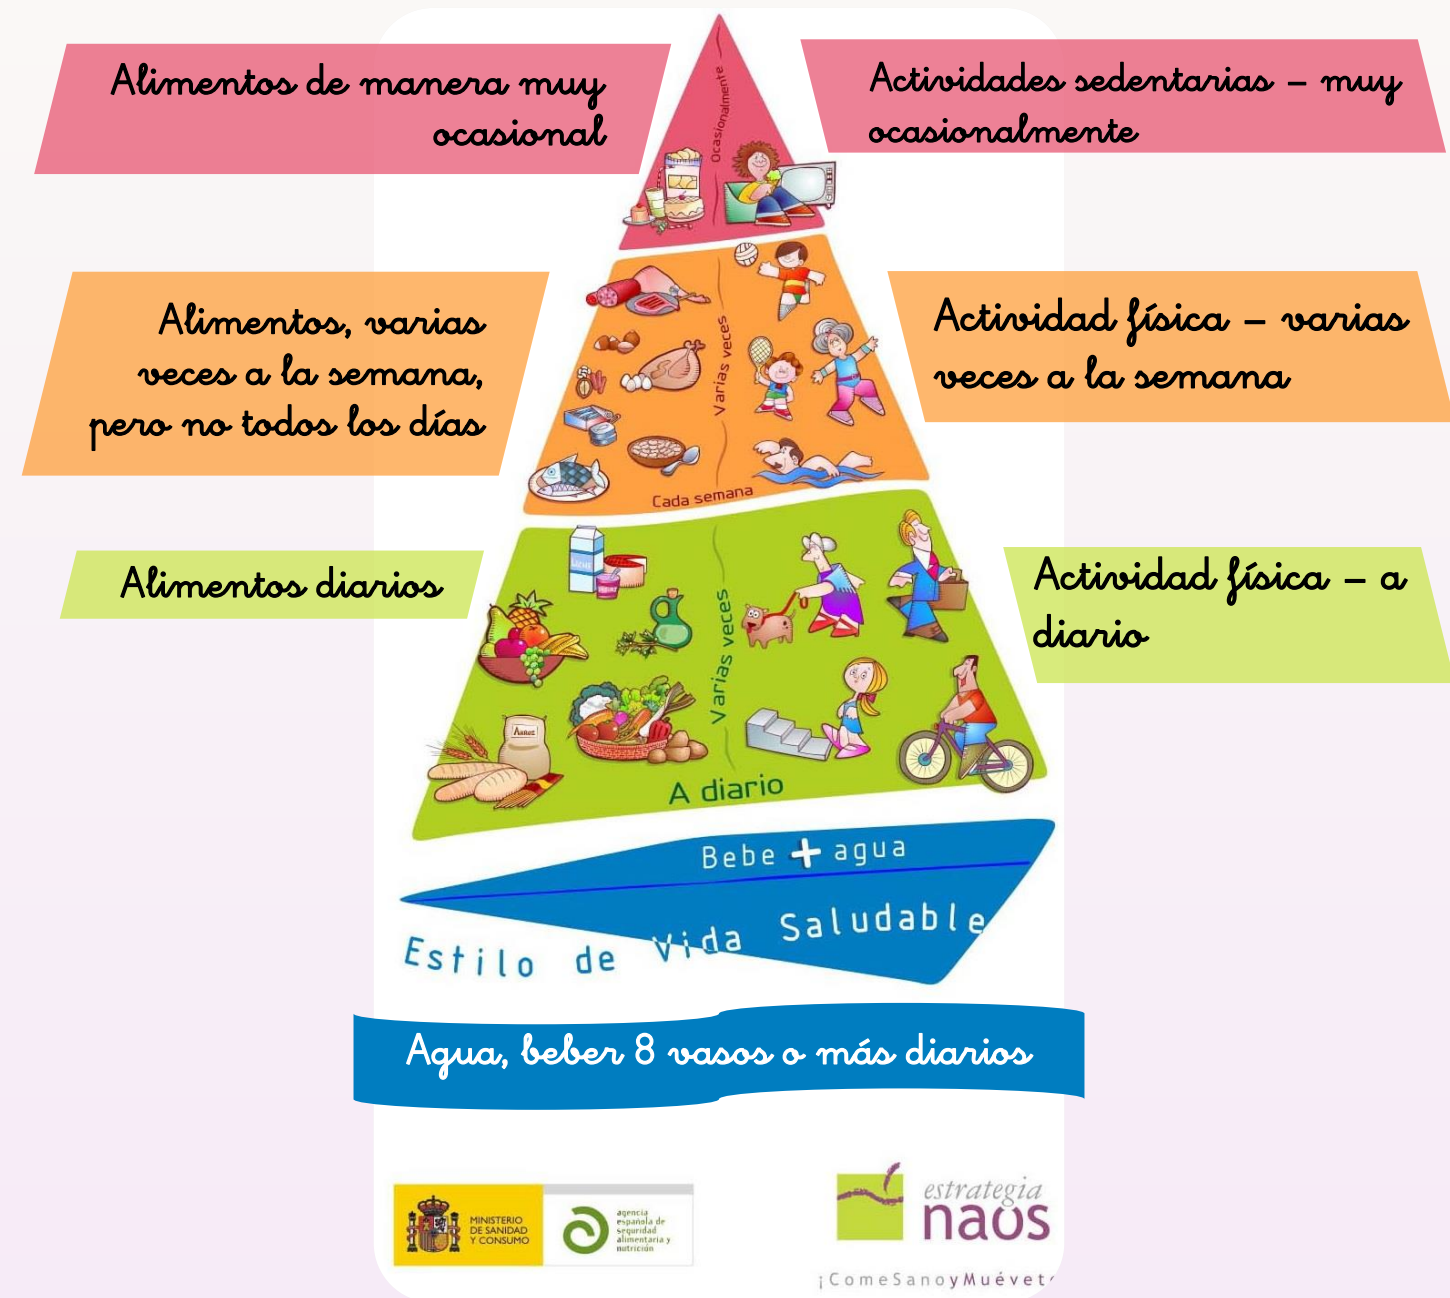 Alimentos de manera muy
ocasional
Actividades sedentarias – muy
ocasionalmente
Ocasionalmente
Alimentos, varias
veces a la semana,
pero no todos los días
Actividad física – varias
veces a la semana
Varias veces
Cada semana
Alimentos diarios
Actividad física – a
diario
Varias veces
A diario
Bebe + agua
Estilo de Vida Saludable
Agua, beber 8 vasos o más diarios
MINISTERIO
DE SANIDAD
Y CONSUMO
agencia
española de
seguridad
alimentaria y
nutrición
estrategia
naos
¡ComeSanoyMuévete